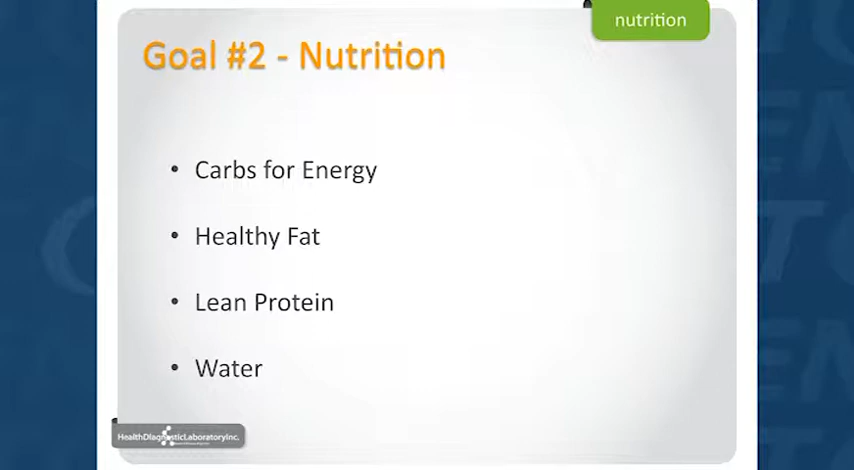 nutrition
Goal #2 - Nutrition
• Carbs for Energy
• Healthy Fat
• Lean Protein
• Water
HealthDiagnosticLaboratoryInc.